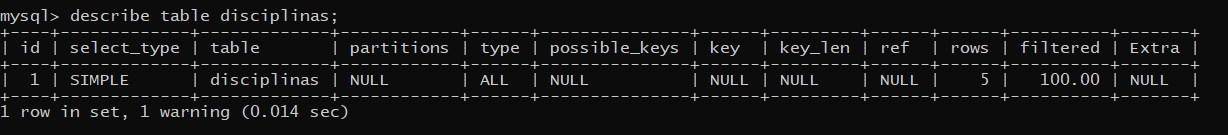 mysql> describe table disciplinas;
+----+-------------+-------------+------------+------+---------------+------+---------+------+------+----------+-------+
| id | select_type | table       | partitions | type | possible_keys | key  | key_len | ref  | rows | filtered | Extra |
+----+-------------+-------------+------------+------+---------------+------+---------+------+------+----------+-------+
|  1 | SIMPLE      | disciplinas | NULL       | ALL  | NULL          | NULL | NULL    | NULL |    5 |   100.00 | NULL  |
+----+-------------+-------------+------------+------+---------------+------+---------+------+------+----------+-------+
1 row in set, 1 warning (0.014 sec)